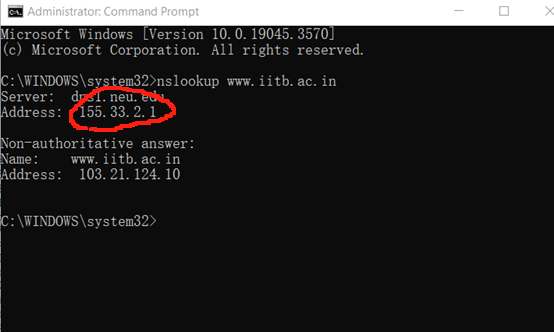 Administrator: Command Prompt
Microsoft Windows [Version 10.0.19045.3570]
(c) Microsoft Corporation. All rights reserved.
C:\WINDOWS\system32>nslookup www.iitb.ac.in
Server: dns1.neu.edu
Address: 155.33.2.1
Non-authoritative answer:
Name: www.iitb.ac.in
Address: 103.21.124.10
C:\WINDOWS\system32>